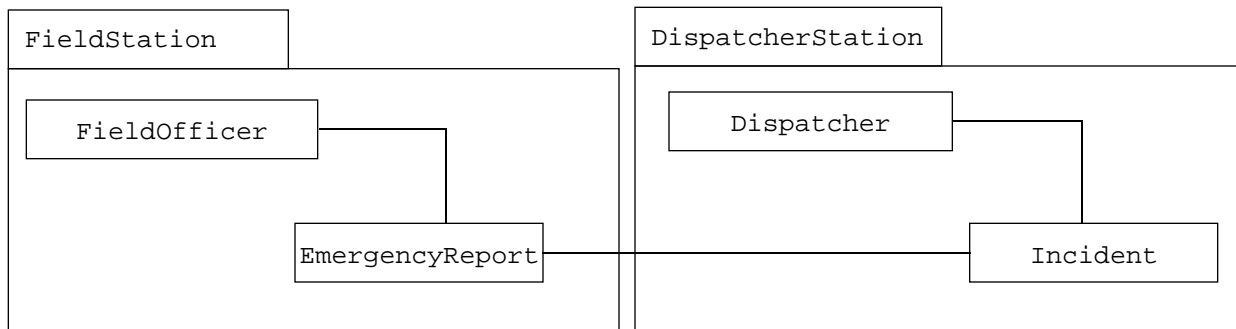 FieldStation
DispatcherStation
FieldOfficer
Dispatcher
EmergencyReport
Incident